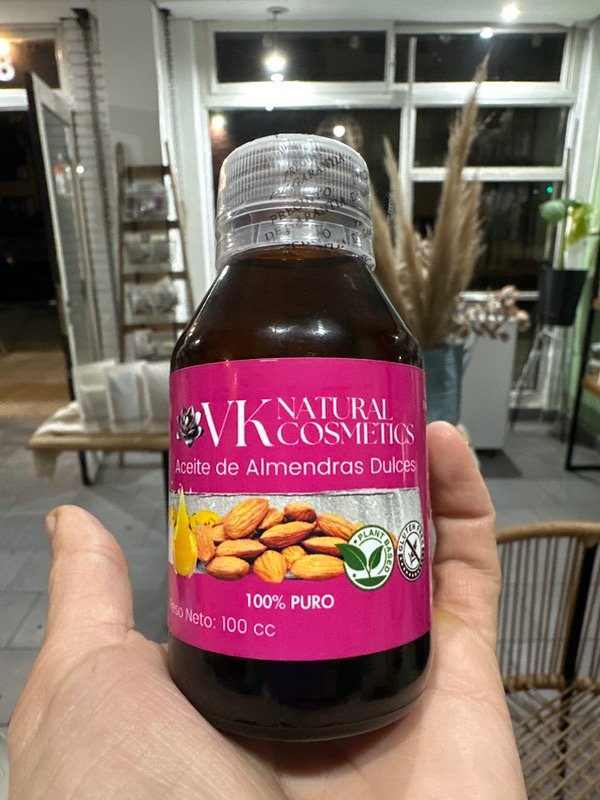 VK NATURAL
COSMETICS
Aceite de Almendras Dulces
PLANT BASED
100% PURO
Neto: 100 cc